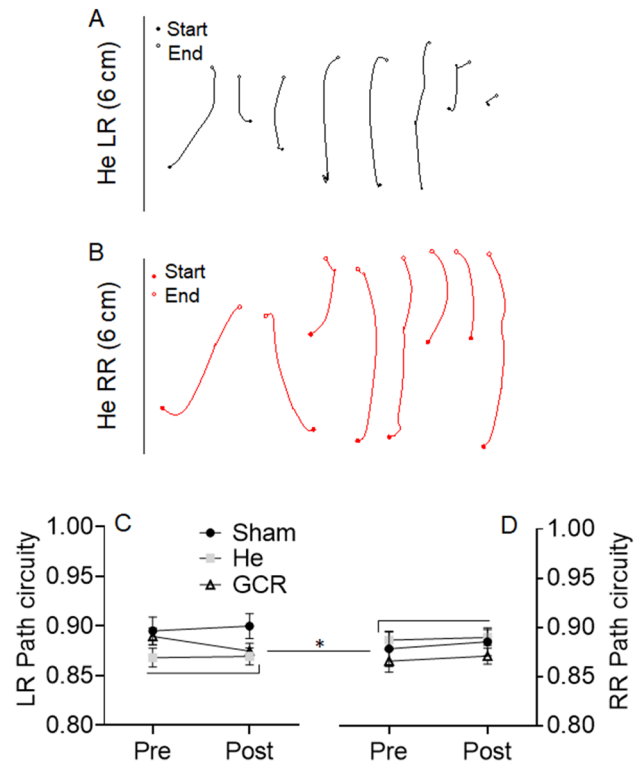 A
Start
End
He LR (6 cm)
B
Start
End
He RR (6 cm)
C
D
1.00
0.95
0.90
0.85
0.80
LR Path circuity
Sham
He
GCR
*
1.00
0.95
0.90
0.85
0.80
RR Path circuity
Pre
Post
Pre
Post